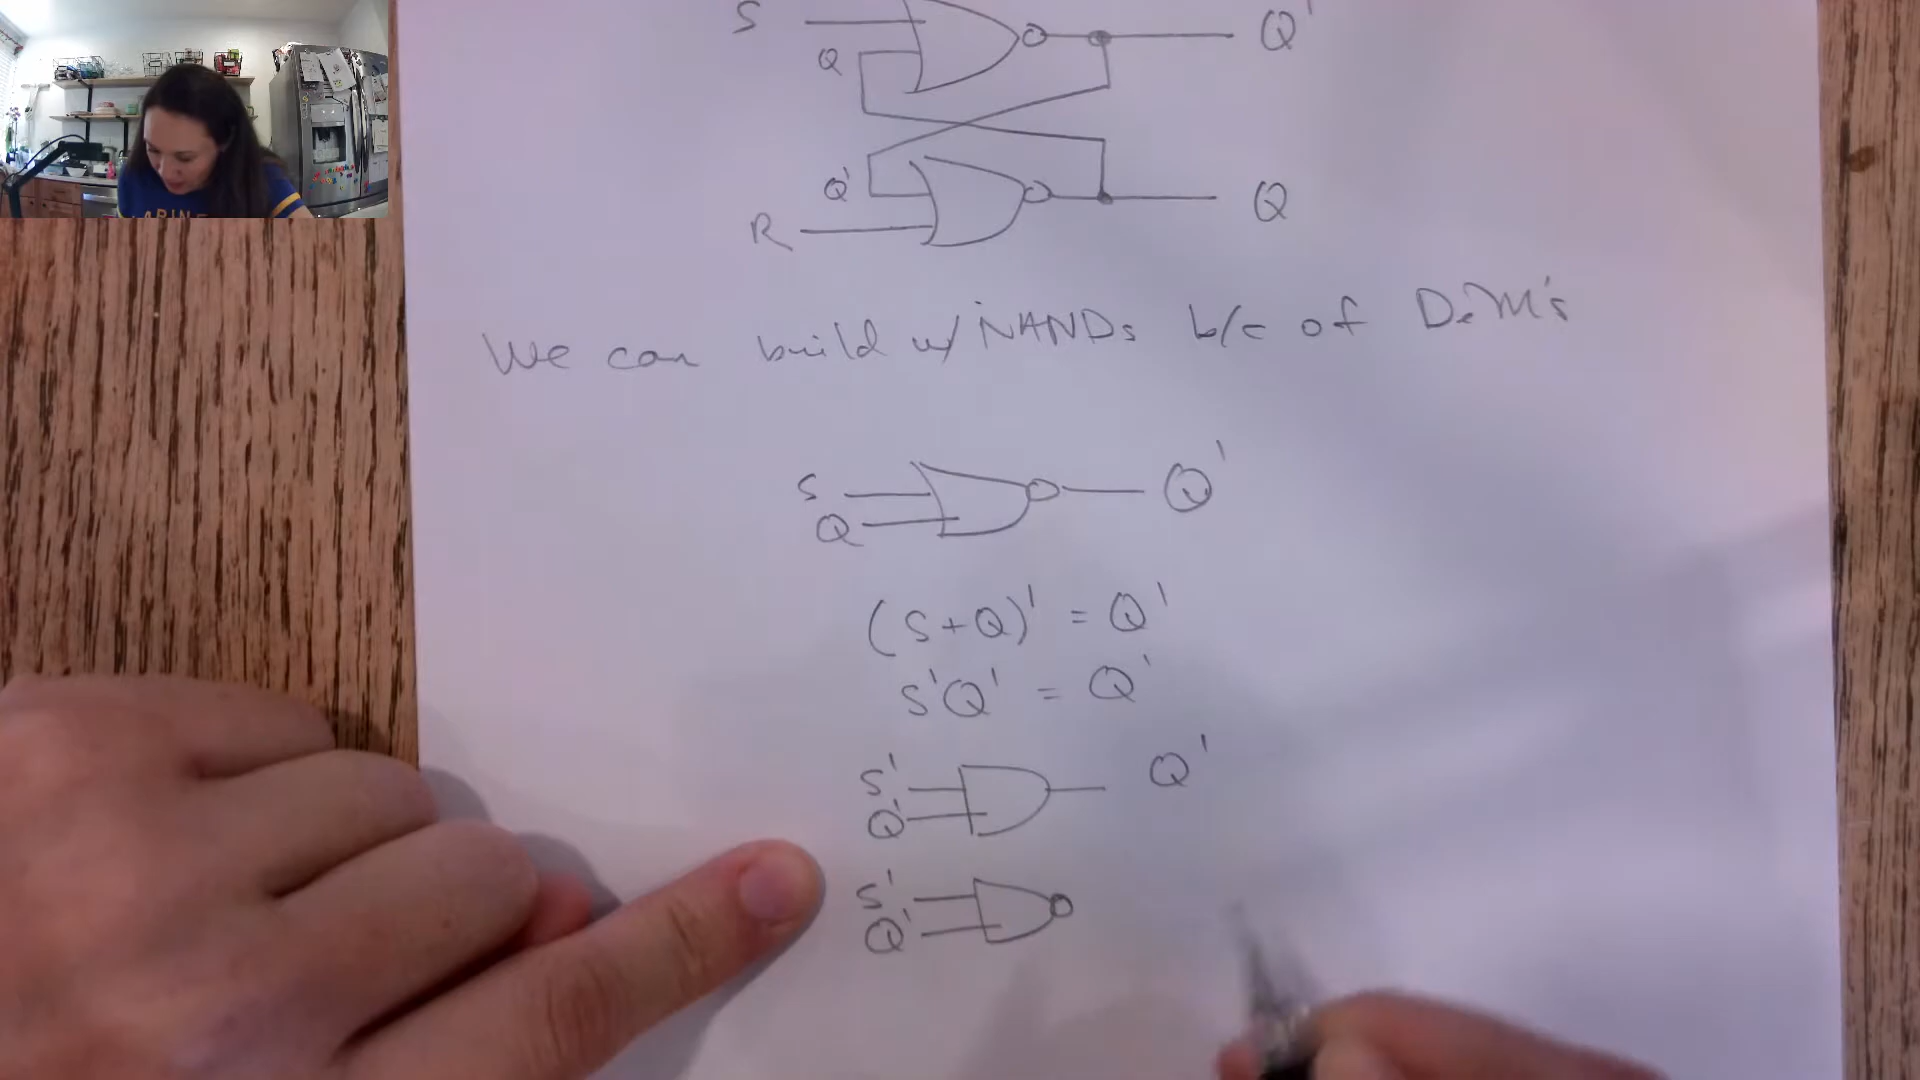 S
Q'
Q
Q'
Q
R
We can build w/ NANDs b/c of DeM's
S
Q
Q'
(S+Q)' = Q'
S'Q' = Q'
S'
Q'
Q'
S'
Q'